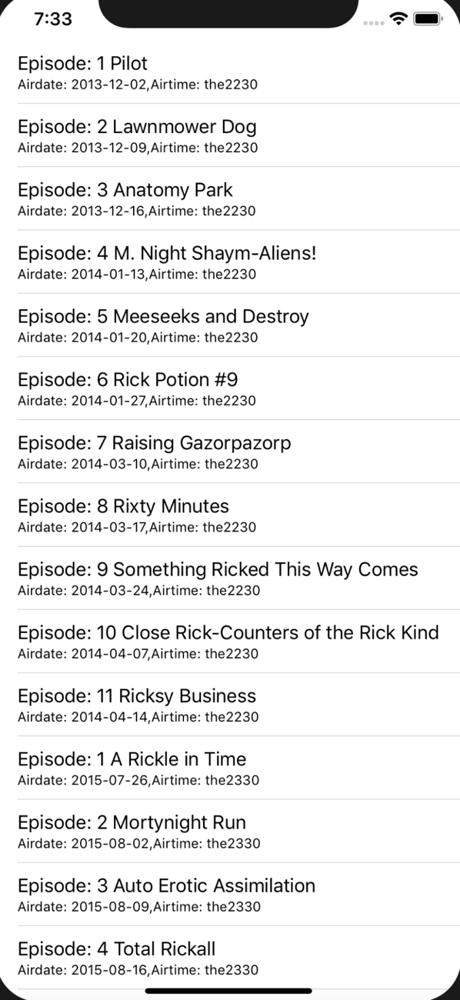 7:33
Episode: 1 Pilot
Airdate: 2013-12-02,Airtime: the2230
Episode: 2 Lawnmower Dog
Airdate: 2013-12-09,Airtime: the2230
Episode: 3 Anatomy Park
Airdate: 2013-12-16,Airtime: the2230
Episode: 4 M. Night Shaym-Aliens!
Airdate: 2014-01-13,Airtime: the2230
Episode: 5 Meeseeks and Destroy
Airdate: 2014-01-20,Airtime: the2230
Episode: 6 Rick Potion #9
Airdate: 2014-01-27,Airtime: the2230
Episode: 7 Raising Gazorpazorp
Airdate: 2014-03-10,Airtime: the2230
Episode: 8 Rixty Minutes
Airdate: 2014-03-17,Airtime: the2230
Episode: 9 Something Ricked This Way Comes
Airdate: 2014-03-24,Airtime: the2230
Episode: 10 Close Rick-Counters of the Rick Kind
Airdate: 2014-04-07,Airtime: the2230
Episode: 11 Ricksy Business
Airdate: 2014-04-14,Airtime: the2230
Episode: 1 A Rickle in Time
Airdate: 2015-07-26,Airtime: the2330
Episode: 2 Mortynight Run
Airdate: 2015-08-02,Airtime: the2330
Episode: 3 Auto Erotic Assimilation
Airdate: 2015-08-09,Airtime: the2330
Episode: 4 Total Rickall
Airdate: 2015-08-16,Airtime: the2330